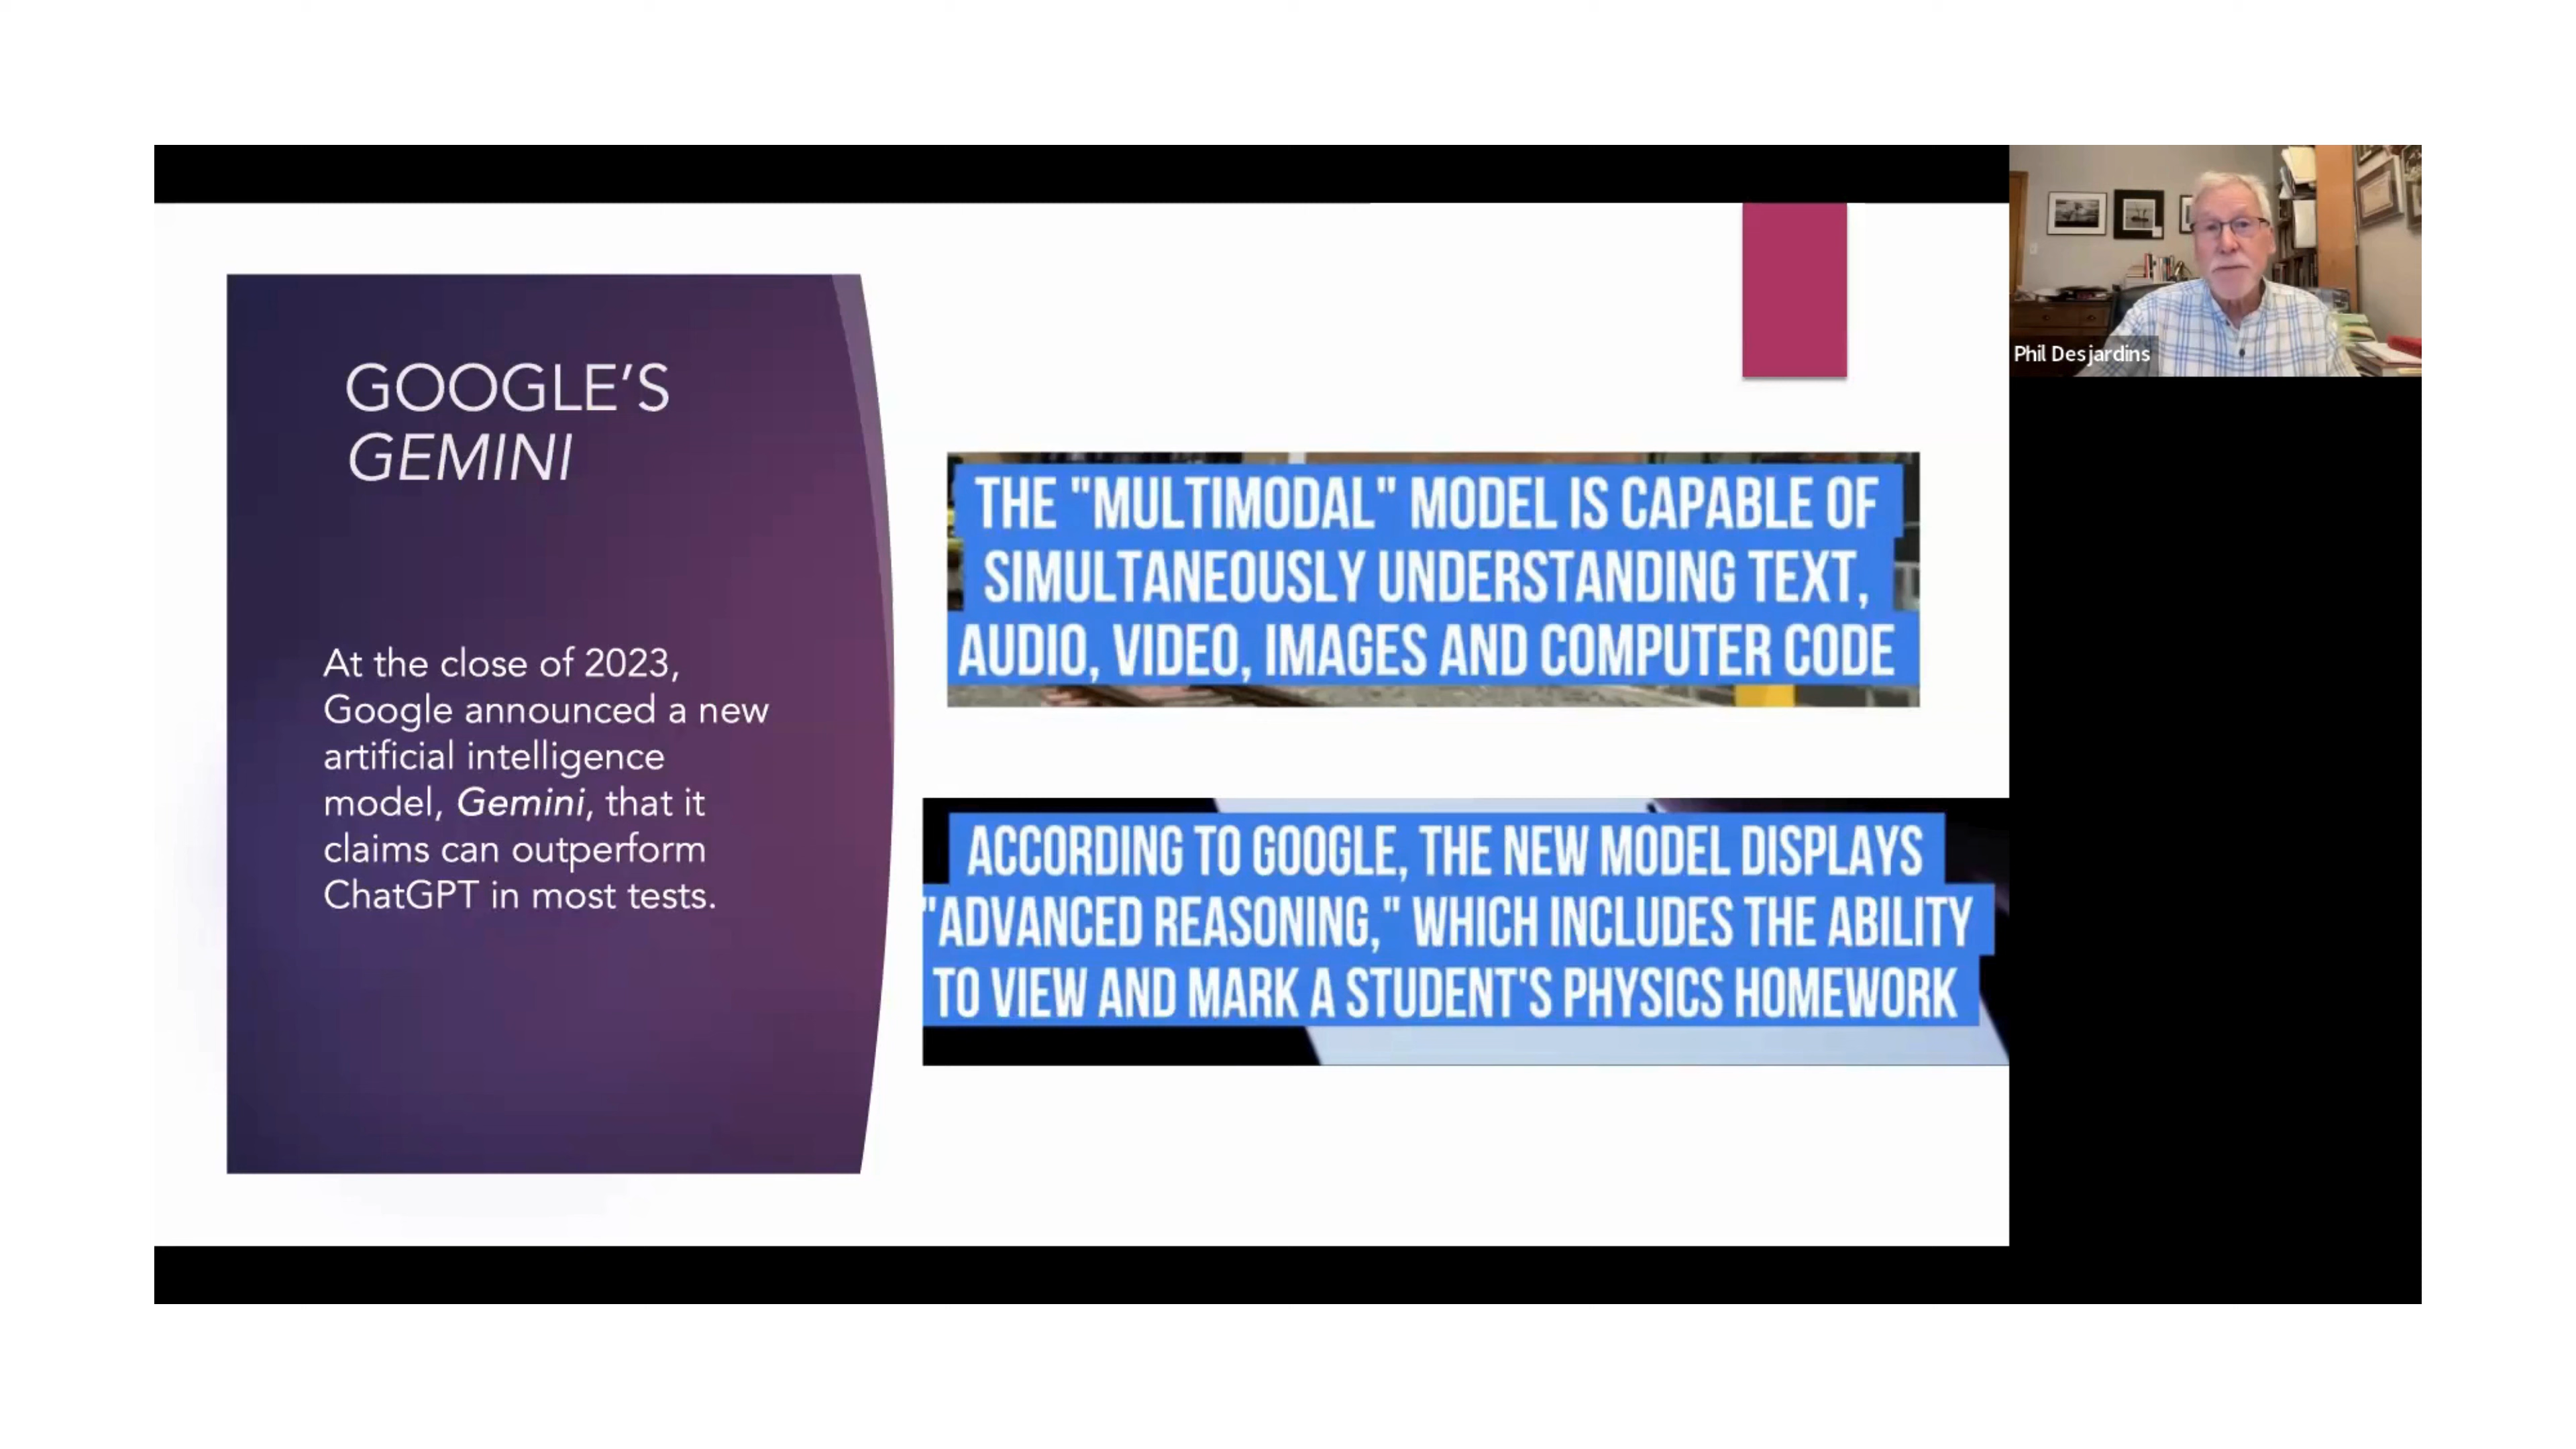 GOOGLE'S
GEMINI
At the close of 2023,
Google announced a new
artificial intelligence
model, Gemini, that it
claims can outperform
ChatGPT in most tests.
THE "MULTIMODAL" MODEL IS CAPABLE OF
SIMULTANEOUSLY UNDERSTANDING TEXT,
AUDIO, VIDEO, IMAGES AND COMPUTER CODE
ACCORDING TO GOOGLE, THE NEW MODEL DISPLAYS
"ADVANCED REASONING," WHICH INCLUDES THE ABILITY
TO VIEW AND MARK A STUDENT'S PHYSICS HOMEWORK
Phil Desjardins